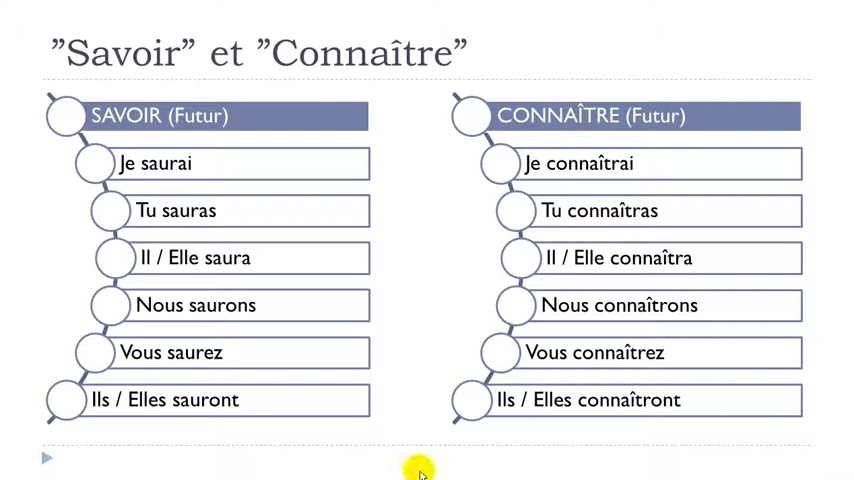 ”Savoir” et ”Connaître”
SAVOIR (Futur)
Je saurai
Tu sauras
Il / Elle saura
Nous saurons
Vous saurez
Ils / Elles sauront
CONNAÎTRE (Futur)
Je connaîtrai
Tu connaîtras
Il / Elle connaîtra
Nous connaîtrons
Vous connaîtrez
Ils / Elles connaîtront